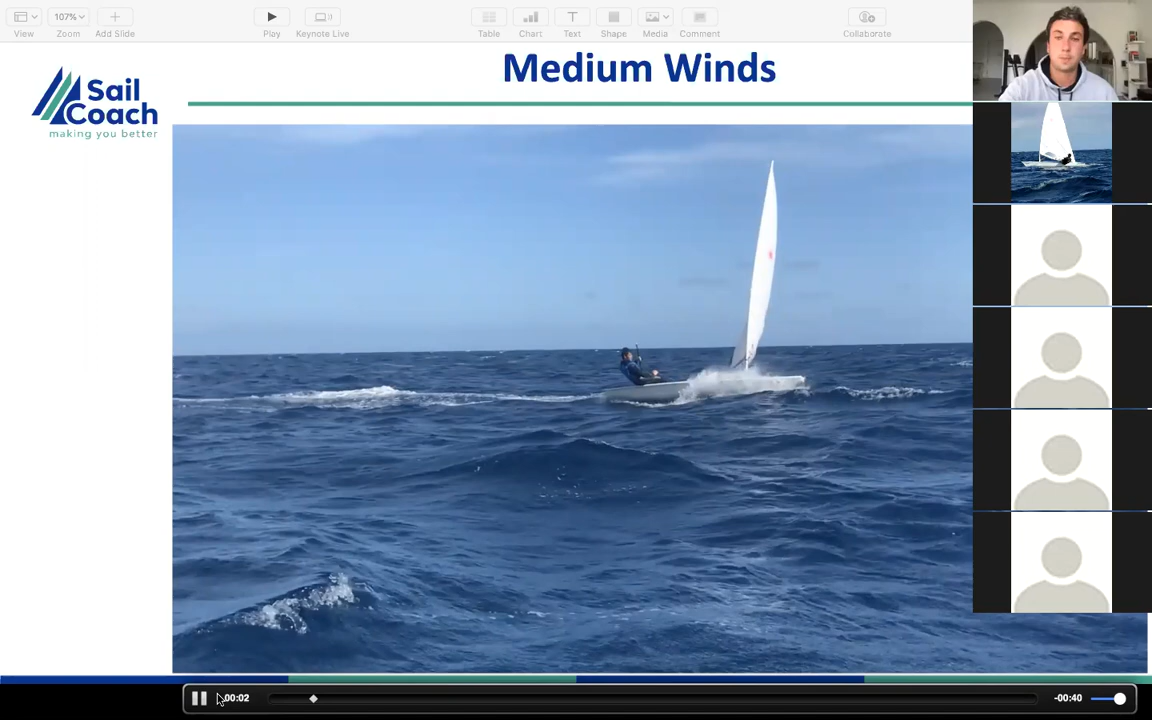 107%
View
Zoom
Add Slide
Play
Keynote Live
Table
Chart
Text
Shape
Media
Comment
Collaborate
Medium Winds
Sail
Coach
making you better
00:02
-00:40